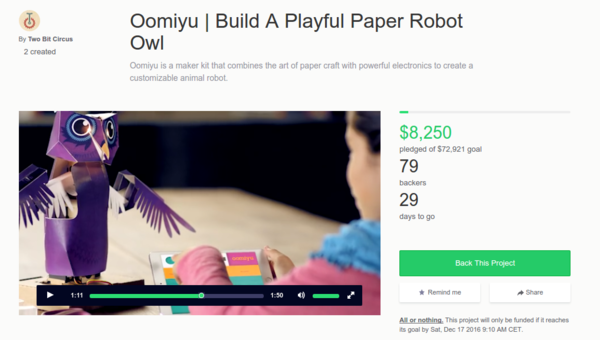 Oomiyu | Build A Playful Paper Robot
Owl
By Two Bit Circus
2 created
Oomiyu is a maker kit that combines the art of paper craft with powerful electronics to create a
customizable animal robot.
$8,250
pledged of $72,921 goal
79
backers
29
days to go
1:11
1:50
Back This Project
Remind me
Share
All or nothing. This project will only be funded if it reaches
its goal by Sat, Dec 17 2016 9:10 AM CET.